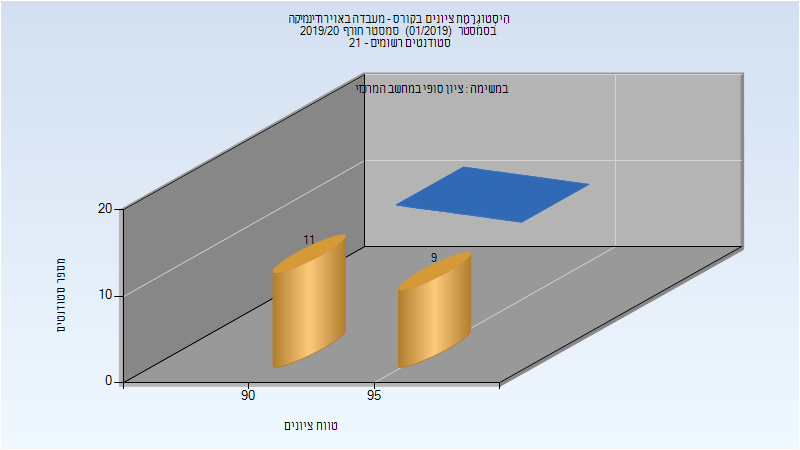 היסטוגרמת ציונים בקורס - מעבדה באוירודינמיקה
בסמסטר (01/2019) סמסטר חורף 2019/20
סטודנטים רשומים - 21
במשימה : ציון סופי במחשב המרכזי
20
11
9
10
מספר סטודנטים
0
90
95
טווח ציונים